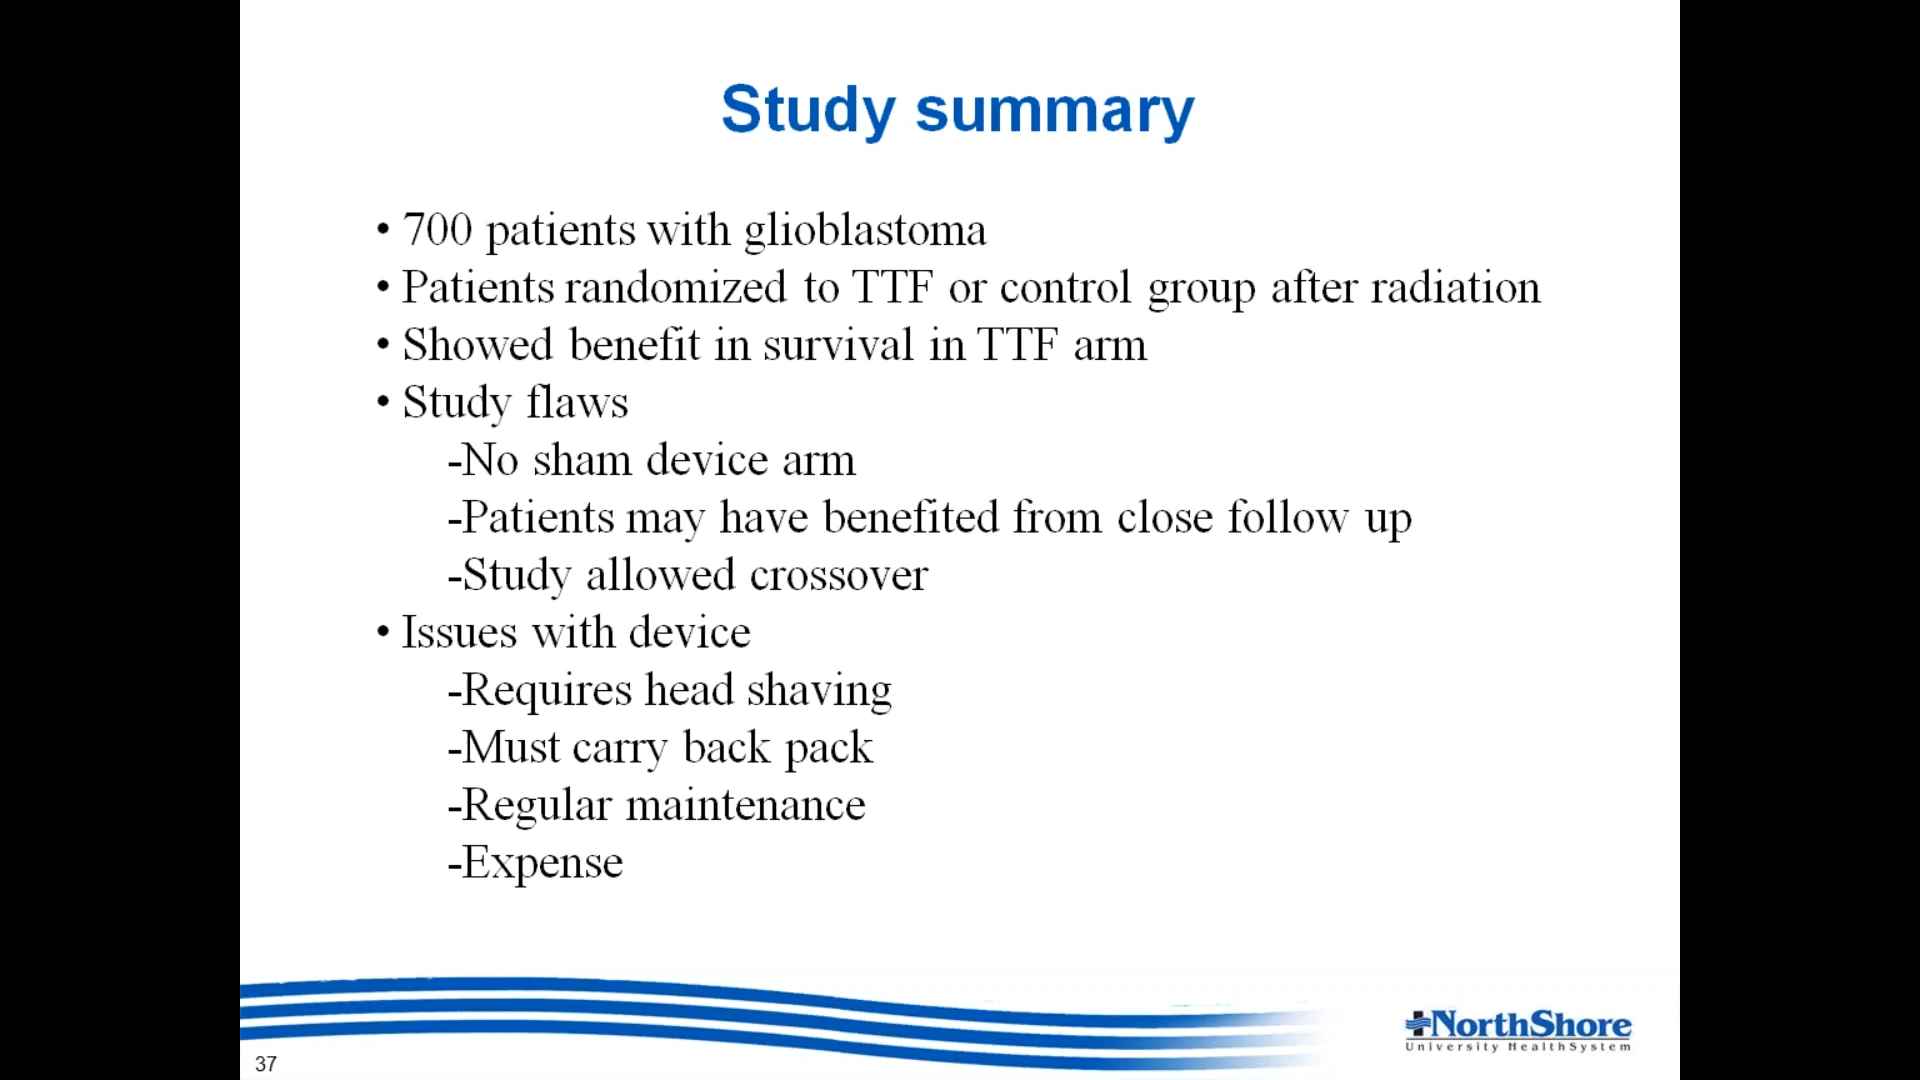 Study summary
• 700 patients with glioblastoma
• Patients randomized to TTF or control group after radiation
• Showed benefit in survival in TTF arm
• Study flaws
-No sham device arm
-Patients may have benefited from close follow up
-Study allowed crossover
• Issues with device
-Requires head shaving
-Must carry back pack
-Regular maintenance
-Expense
NorthShore
University HealthSystem
37